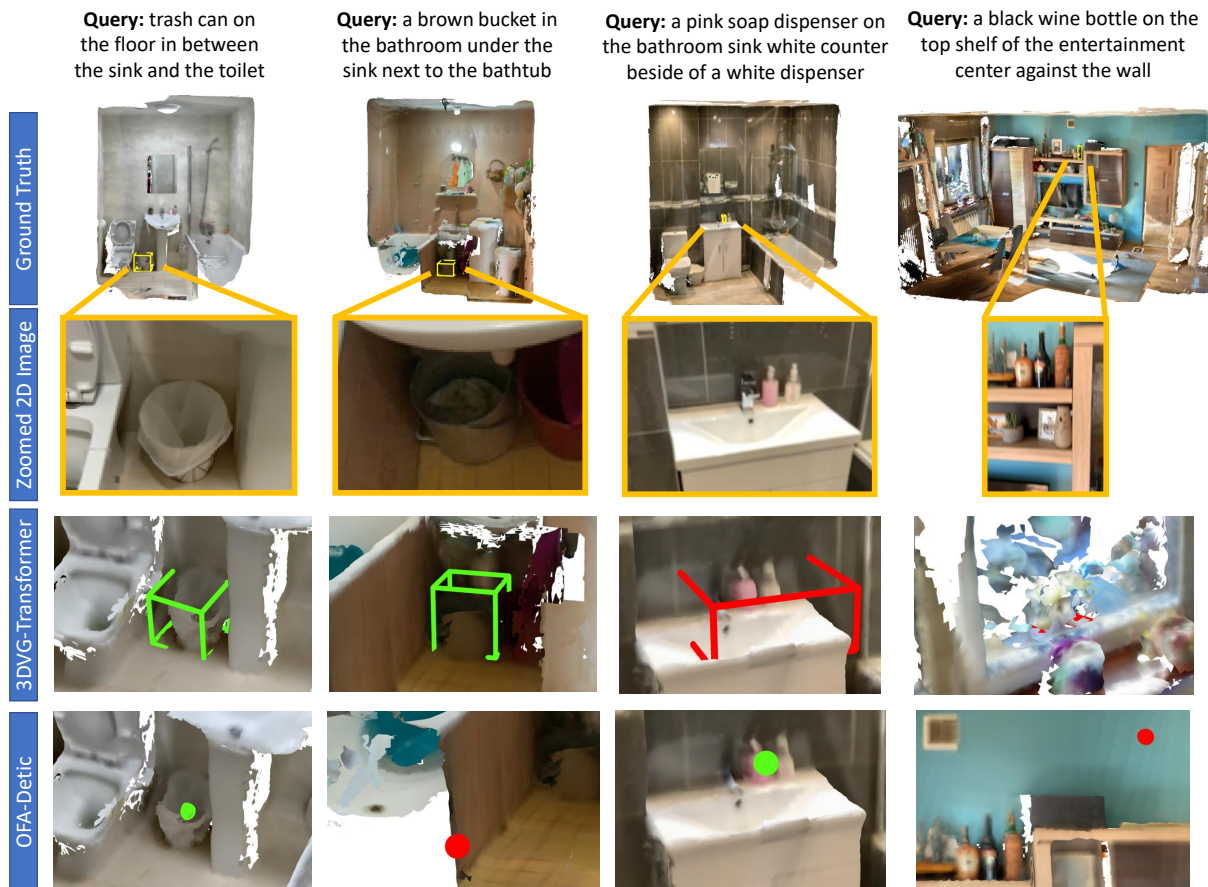 Query: trash can on
the floor in between
the sink and the toilet
Query: a brown bucket in
the bathroom under the
sink next to the bathtub
Query: a pink soap dispenser on
the bathroom sink white counter
beside of a white dispenser
Query: a black wine bottle on the
top shelf of the entertainment
center against the wall
Ground Truth
Zoomed 2D Image
3DVG-Transformer
OFA-Detic